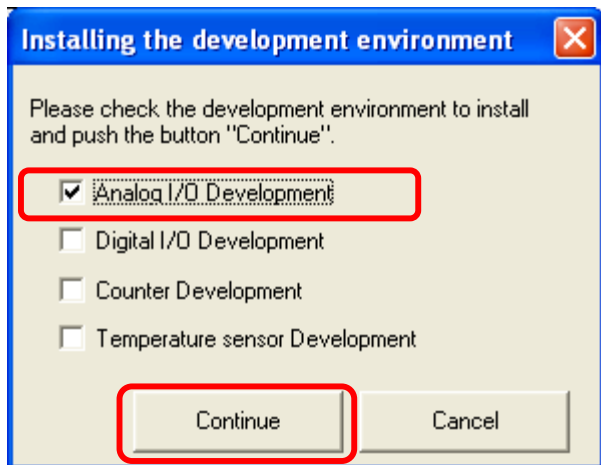 Installing the development environment
Please check the development environment to install
and push the button "Continue".
Analog I/O Development
Digital I/O Development
Counter Development
Temperature sensor Development
Continue
Cancel